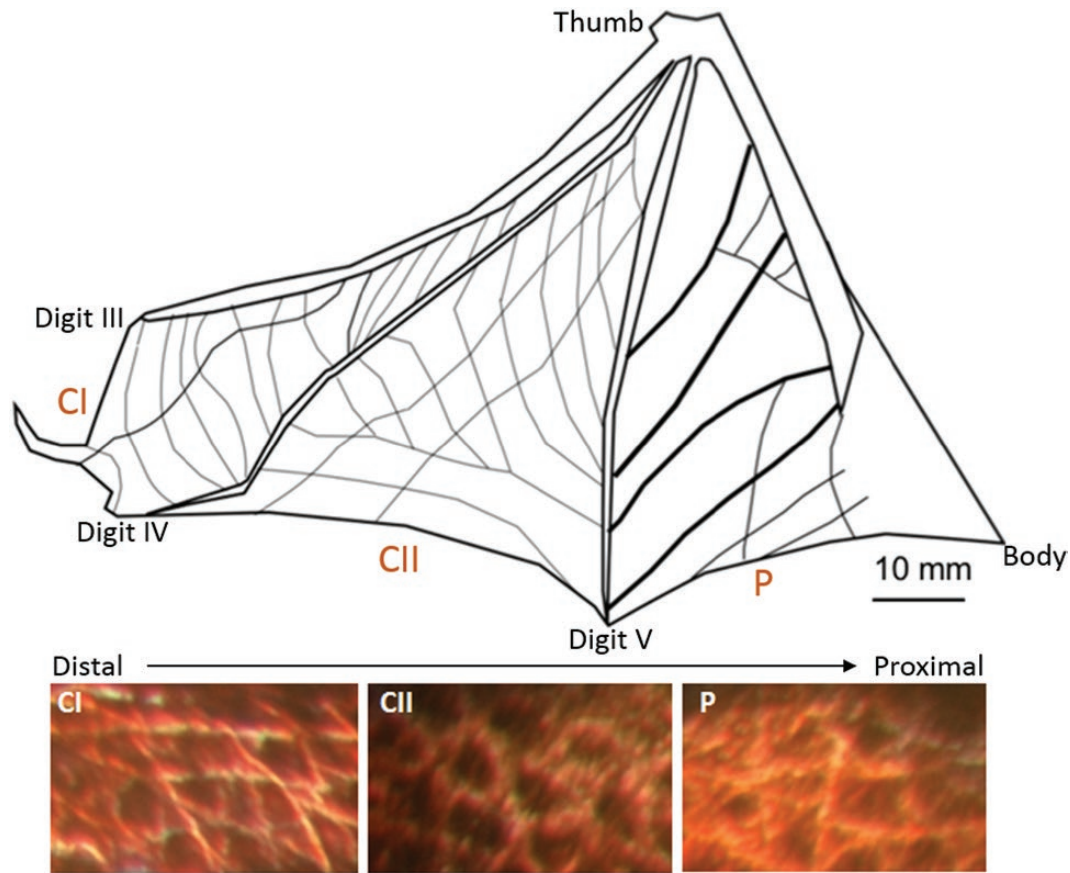 Thumb
Digit III
CI
Digit IV
CII
Body
10 mm
P
Digit V
Distal
Proximal
CI
CII
P